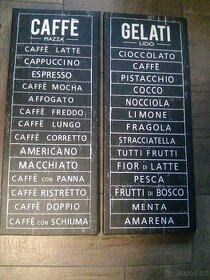 CAFFÈ
PIAZZA
CAFFÈ LATTE
CAPPUCCINO
ESPRESSO
CAFFÈ MOCHA
AFFOGATO
CAFFÈ FREDDO
CAFFÈ LUNGO
CAFFÈ CORRETTO
AMERICANO
MACCHIATO
CAFFÈ CON PANNA
CAFFÈ RISTRETTO
CAFFÈ DOPPIO
CAFFÈ CON SCHIUMA
GELATI
LIDO
CIOCCOLATO
CAFFÈ
PISTACCHIO
COCCO
NOCCIOLA
LIMONE
FRAGOLA
STRACCIATELLA
TUTTI FRUTTI
FIOR DI LATTE
PESCA
FRUTTI DI BOSCO
MENTA
AMARENA